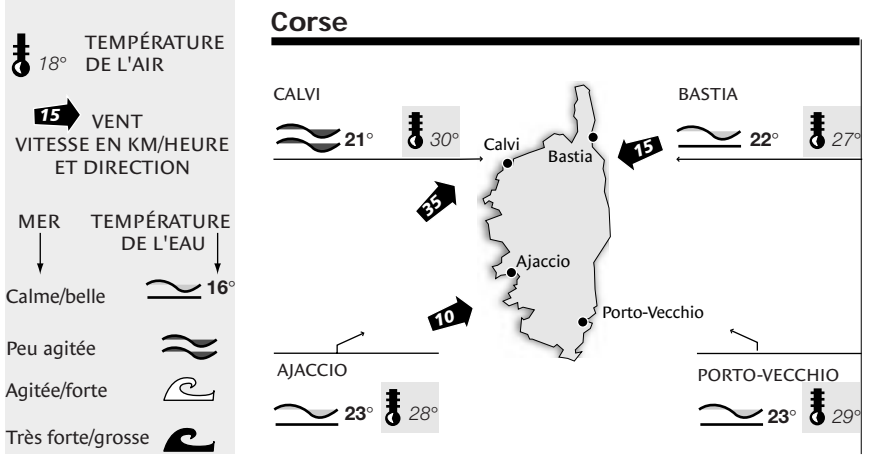 Corse
TEMPÉRATURE
18° DE L'AIR
15
VENT
VITESSE EN KM/HEURE
ET DIRECTION
MER TEMPÉRATURE
DE L'EAU
Calme/belle 16°
Peu agitée
Agitée/forte
Très forte/grosse
CALVI
21° 30°
BASTIA
22° 27°
Calvi
Bastia
15
35
Ajaccio
10
Porto-Vecchio
AJACCIO
23° 28°
PORTO-VECCHIO
23° 29°